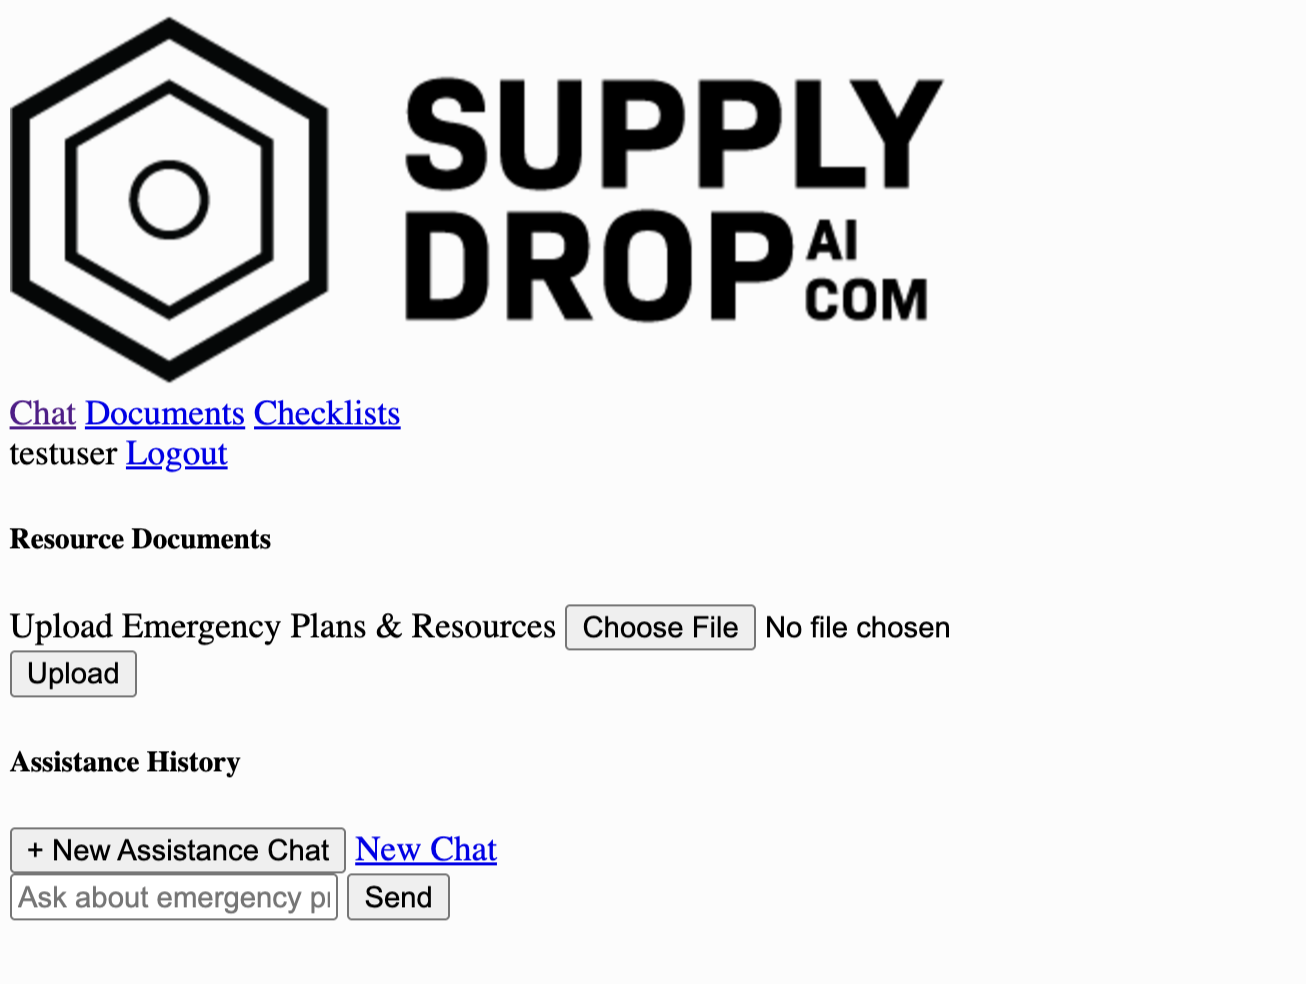 SUPPLY
DROP AI
COM
Chat Documents Checklists
testuser Logout
Resource Documents
Upload Emergency Plans & Resources Choose File No file chosen
Upload
Assistance History
+ New Assistance Chat New Chat
Ask about emergency Send